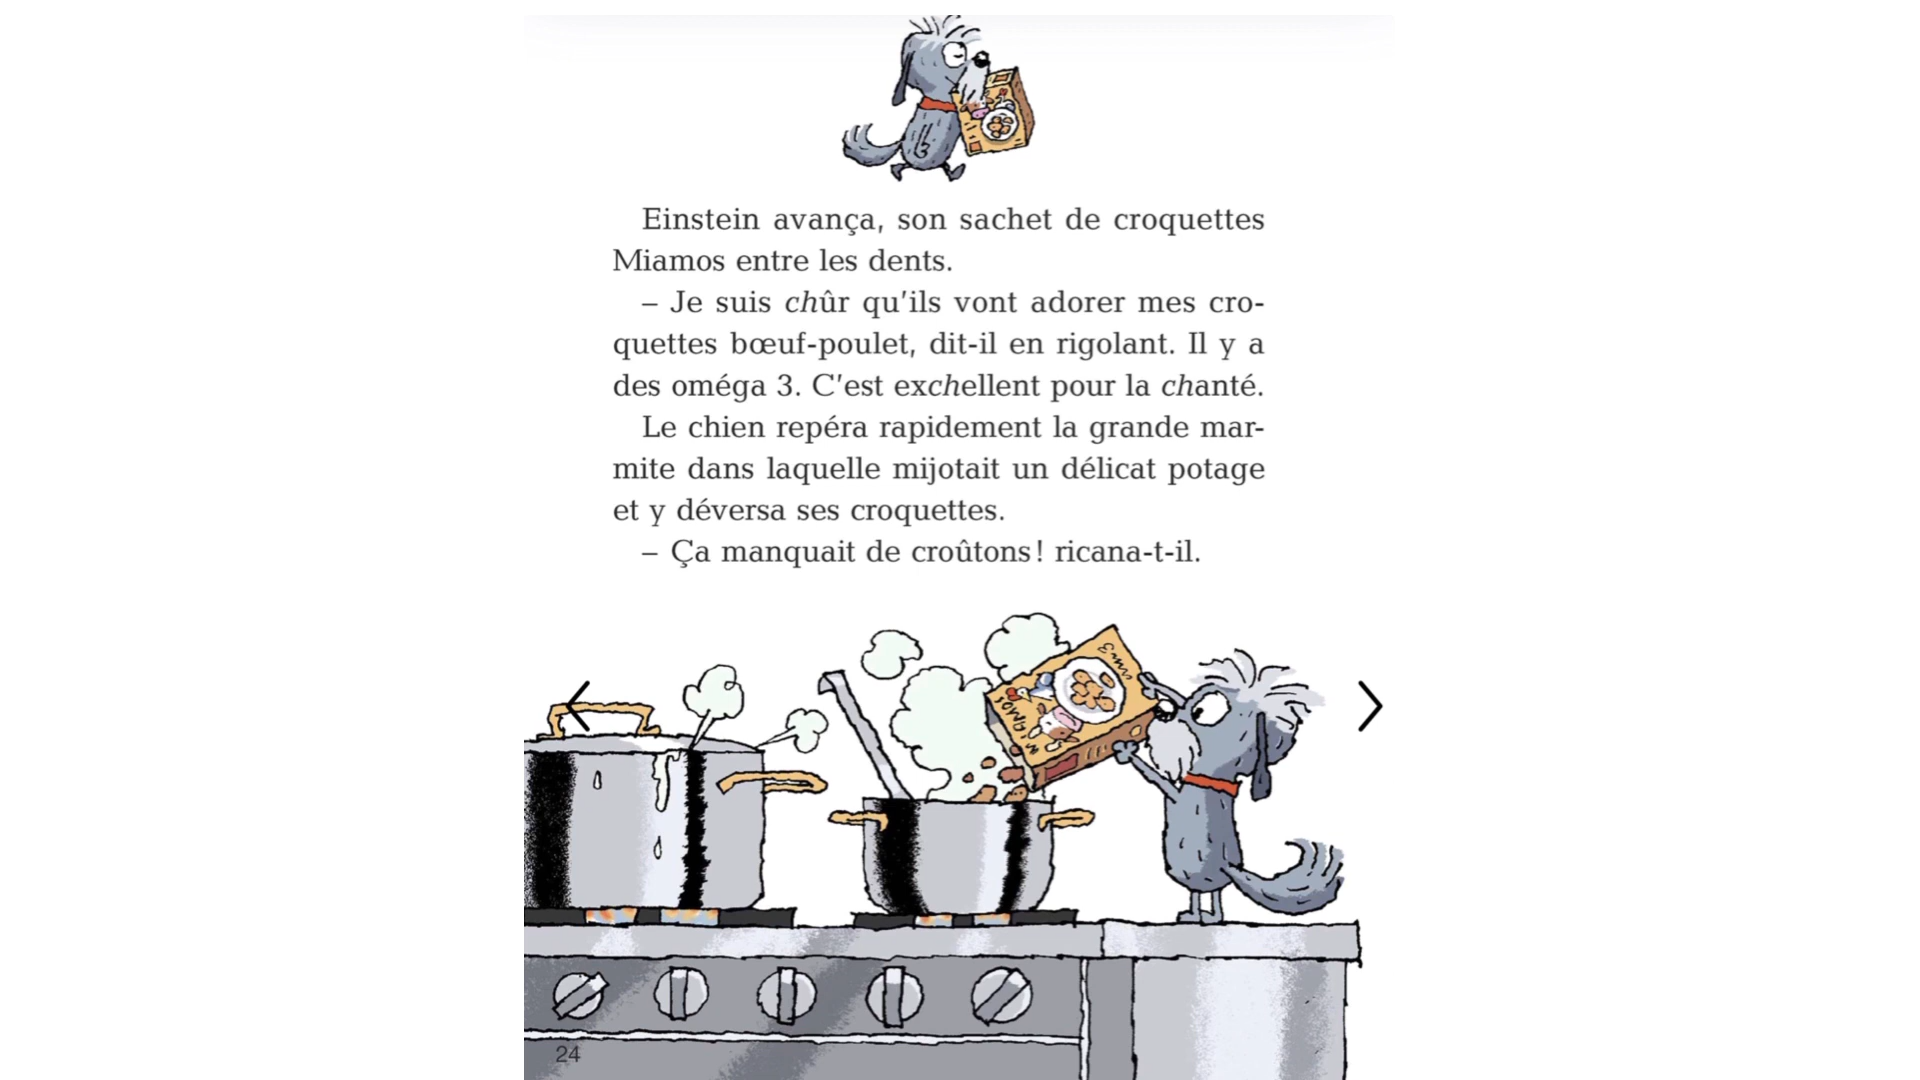 Einstein avança, son sachet de croquettes
Miamos entre les dents.
– Je suis chûr qu'ils vont adorer mes cro-
quettes bœuf-poulet, dit-il en rigolant. Il y a
des oméga 3. C'est exchellent pour la chanté.
Le chien repéra rapidement la grande mar-
mite dans laquelle mijotait un délicat potage
et y déversa ses croquettes.
– Ça manquait de croûtons ! ricana-t-il.
MIAMOS
24